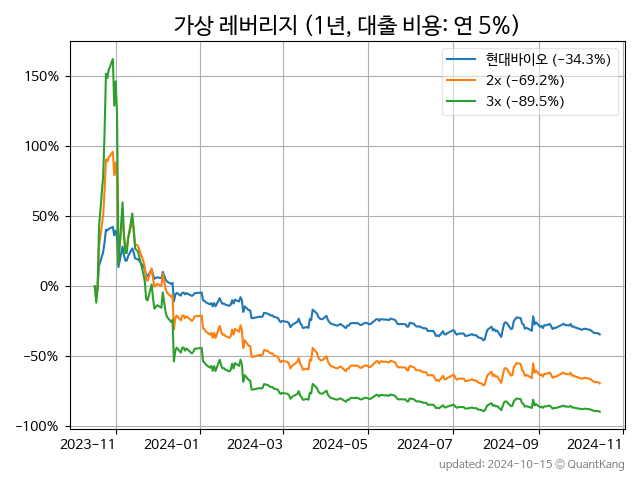 가상 레버리지 (1년, 대출 비용: 연 5%)
현대바이오 (-34.3%)
2x (-69.2%)
3x (-89.5%)
150%
100%
50%
0%
-50%
-100%
2023-11
2024-01
2024-03
2024-05
2024-07
2024-09
2024-11
updated: 2024-10-15 © QuantKang